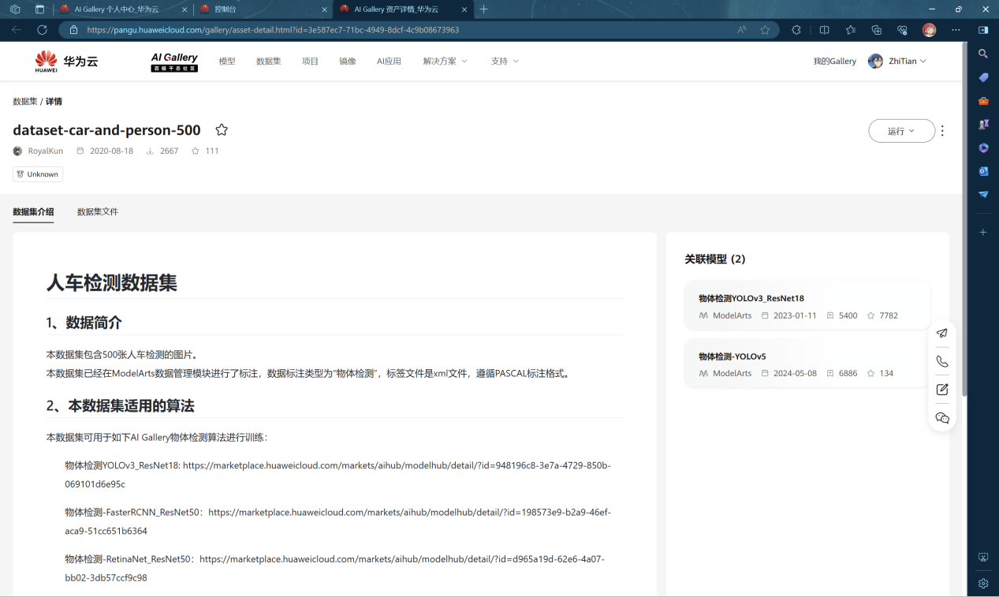 AI Gallery 个人中心_华为云
控制台
AI Gallery 资产详情_华为云
https://pangu.huaweicloud.com/gallery/asset-detail.html?id=3e587ec7-71bc-4949-8dcf-4c9b08673963
HUAWEI
华为云
AI Gallery
百模千态社区
模型
数据集
项目
镜像
AI应用
解决方案
支持
我的Gallery
ZhiTian
数据集 / 详情
dataset-car-and-person-500
运行
RoyalKun 2020-08-18 2667 111
Unknown
数据集介绍
数据集文件
人车检测数据集
1、数据简介
本数据集包含500张人车检测的图片。
本数据集已经在ModelArts数据管理模块进行了标注，数据标注类型为“物体检测”，标签文件是xml文件，遵循PASCAL标注格式。
2、本数据集适用的算法
本数据集可用于如下AI Gallery物体检测算法进行训练：
物体检测YOLOv3_ResNet18: https://marketplace.huaweicloud.com/markets/aihub/modelhub/detail/?id=948196c8-3e7a-4729-850b-
069101d6e95c
物体检测-FasterRCNN_ResNet50：https://marketplace.huaweicloud.com/markets/aihub/modelhub/detail/?id=198573e9-b2a9-46ef-
aca9-51cc651b6364
物体检测-RetinaNet_ResNet50：https://marketplace.huaweicloud.com/markets/aihub/modelhub/detail/?id=d965a19d-62e6-4a07-
bb02-3db57ccf9c98
关联模型 (2)
物体检测YOLOv3_ResNet18
ModelArts 2023-01-11 5400 7782
物体检测-YOLOv5
ModelArts 2024-05-08 6886 134